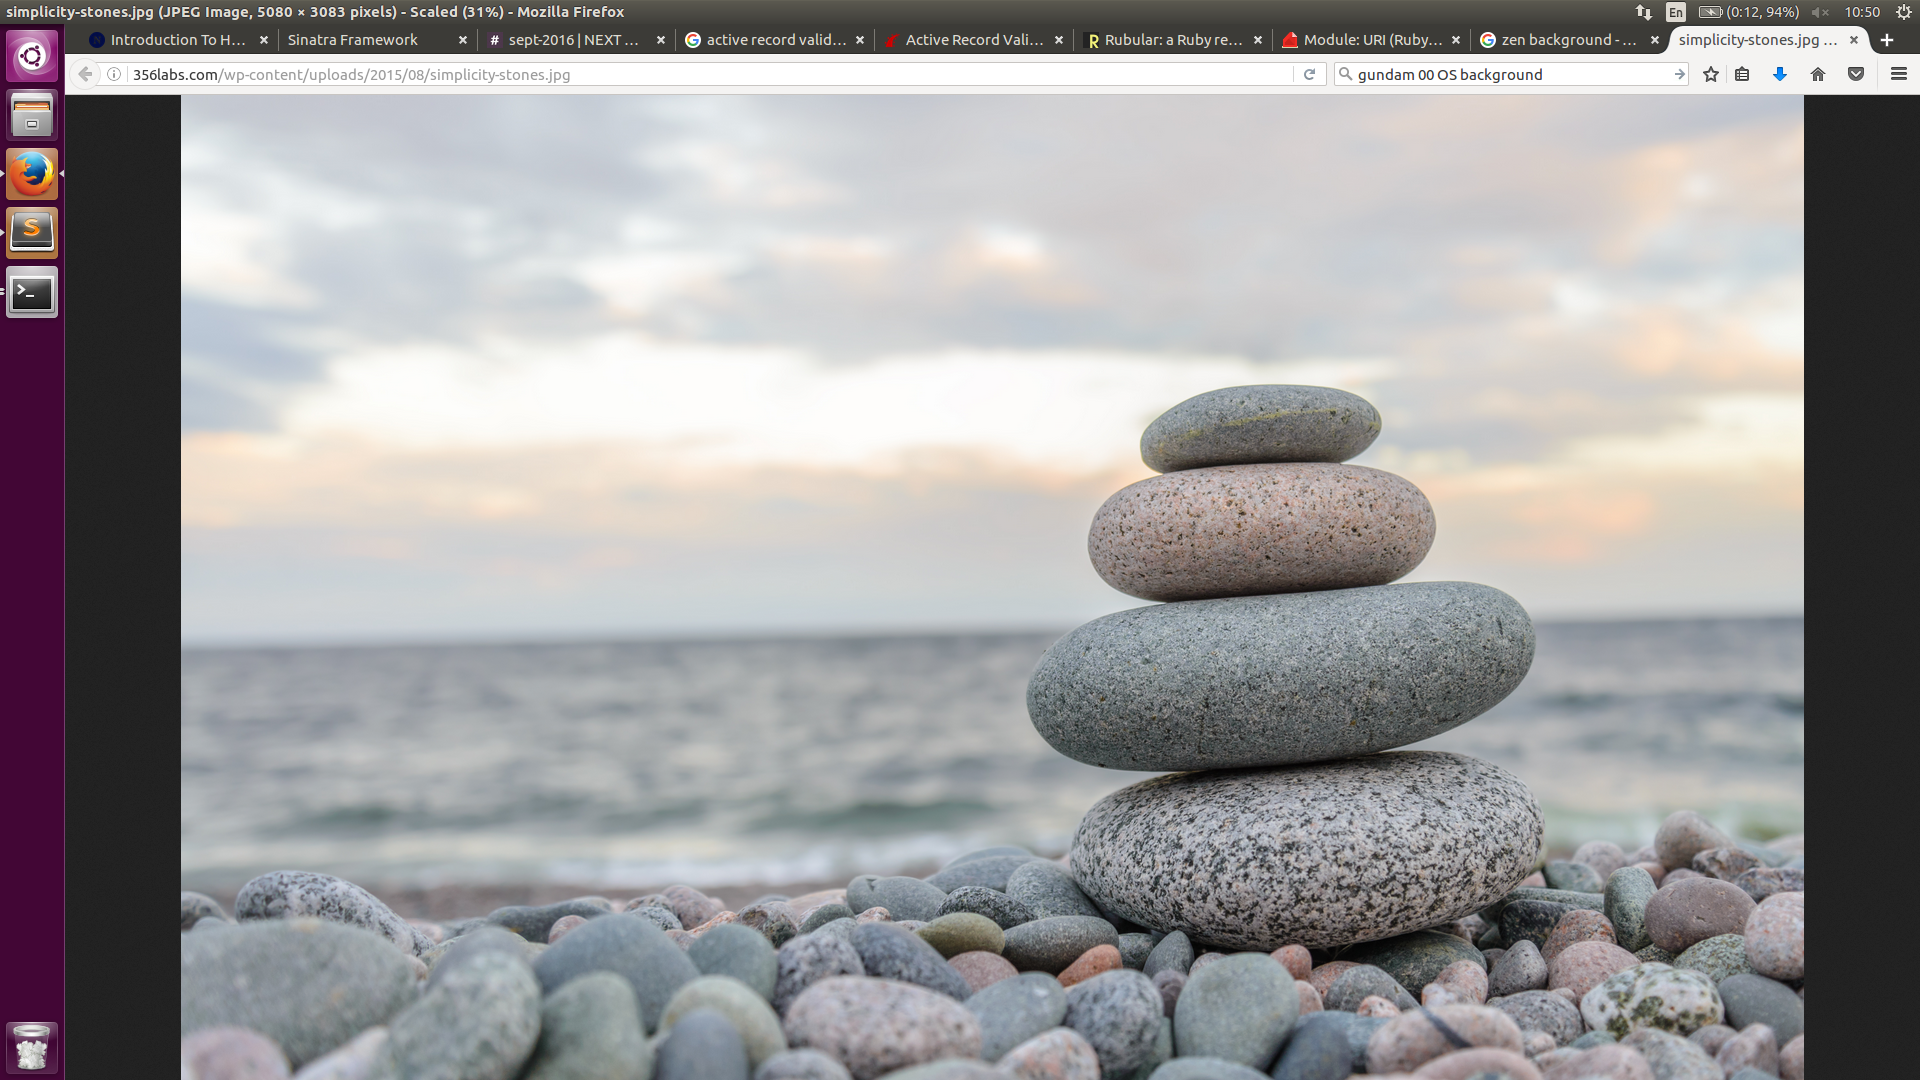 simplicity-stones.jpg (JPEG Image, 5080 × 3083 pixels) - Scaled (31%) - Mozilla Firefox
En (0:12, 94%) 10:50
Introduction To H... Sinatra Framework # sept-2016 | NEXT ... active record valid... Active Record Vali... R Rubular: a Ruby re... Module: URI (Ruby... zen background - ... simplicity-stones.jpg ...
356labs.com/wp-content/uploads/2015/08/simplicity-stones.jpg gundam 00 OS background